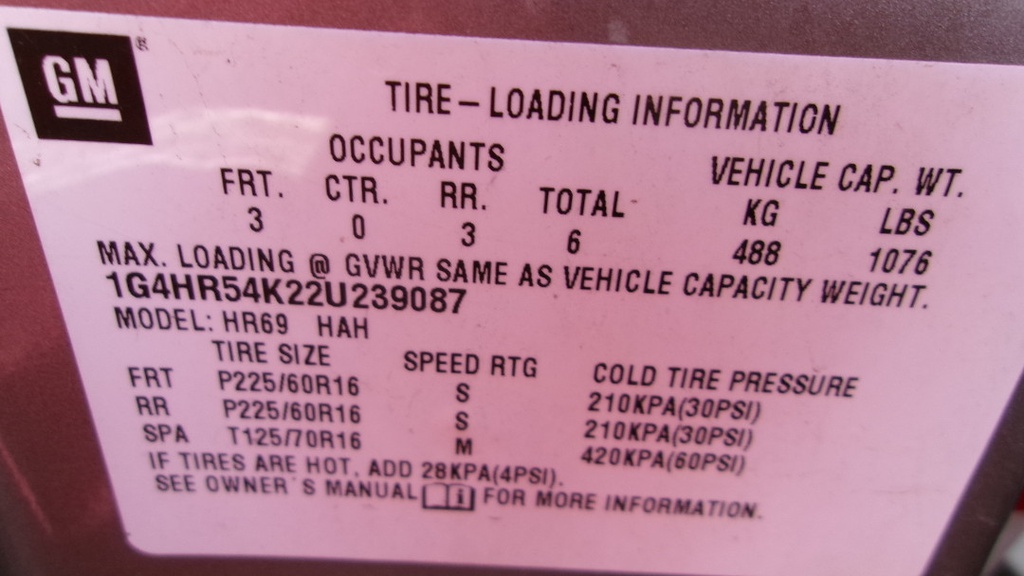 GM®
TIRE – LOADING INFORMATION
OCCUPANTS VEHICLE CAP. WT.
FRT. CTR. RR. TOTAL KG LBS
3 0 3 6 488 1076
MAX. LOADING @ GVWR SAME AS VEHICLE CAPACITY WEIGHT.
1G4HR54K22U239087
MODEL: HR69 HAH
TIRE SIZE SPEED RTG COLD TIRE PRESSURE
FRT P225/60R16 S 210KPA(30PSI)
RR P225/60R16 S 210KPA(30PSI)
SPA T125/70R16 M 420KPA(60PSI)
IF TIRES ARE HOT, ADD 28KPA(4PSI).
SEE OWNER'S MANUAL i FOR MORE INFORMATION.